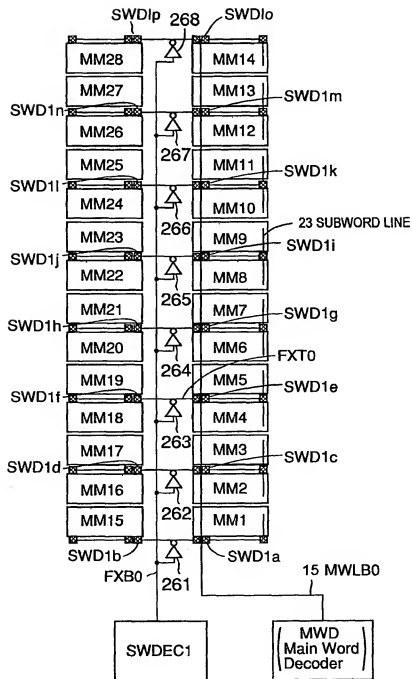 SWDIp 268 SWDIo
MM28 MM14
MM27 MM13
SWD1n SWD1m
MM26 MM12
267
MM25 MM11
SWD1l SWD1k
MM24 MM10
266
23 SUBWORD LINE
MM23 MM9
SWD1j SWD1i
MM22 MM8
265
MM21 MM7
SWD1h SWD1g
MM20 MM6
264
FXT0
MM19 MM5
SWD1f SWD1e
MM18 MM4
263
MM17 MM3
SWD1d SWD1c
MM16 MM2
262
MM15 MM1
SWD1b SWD1a
FXB0 261
15 MWLB0
SWDEC1
MWD
Main Word
Decoder